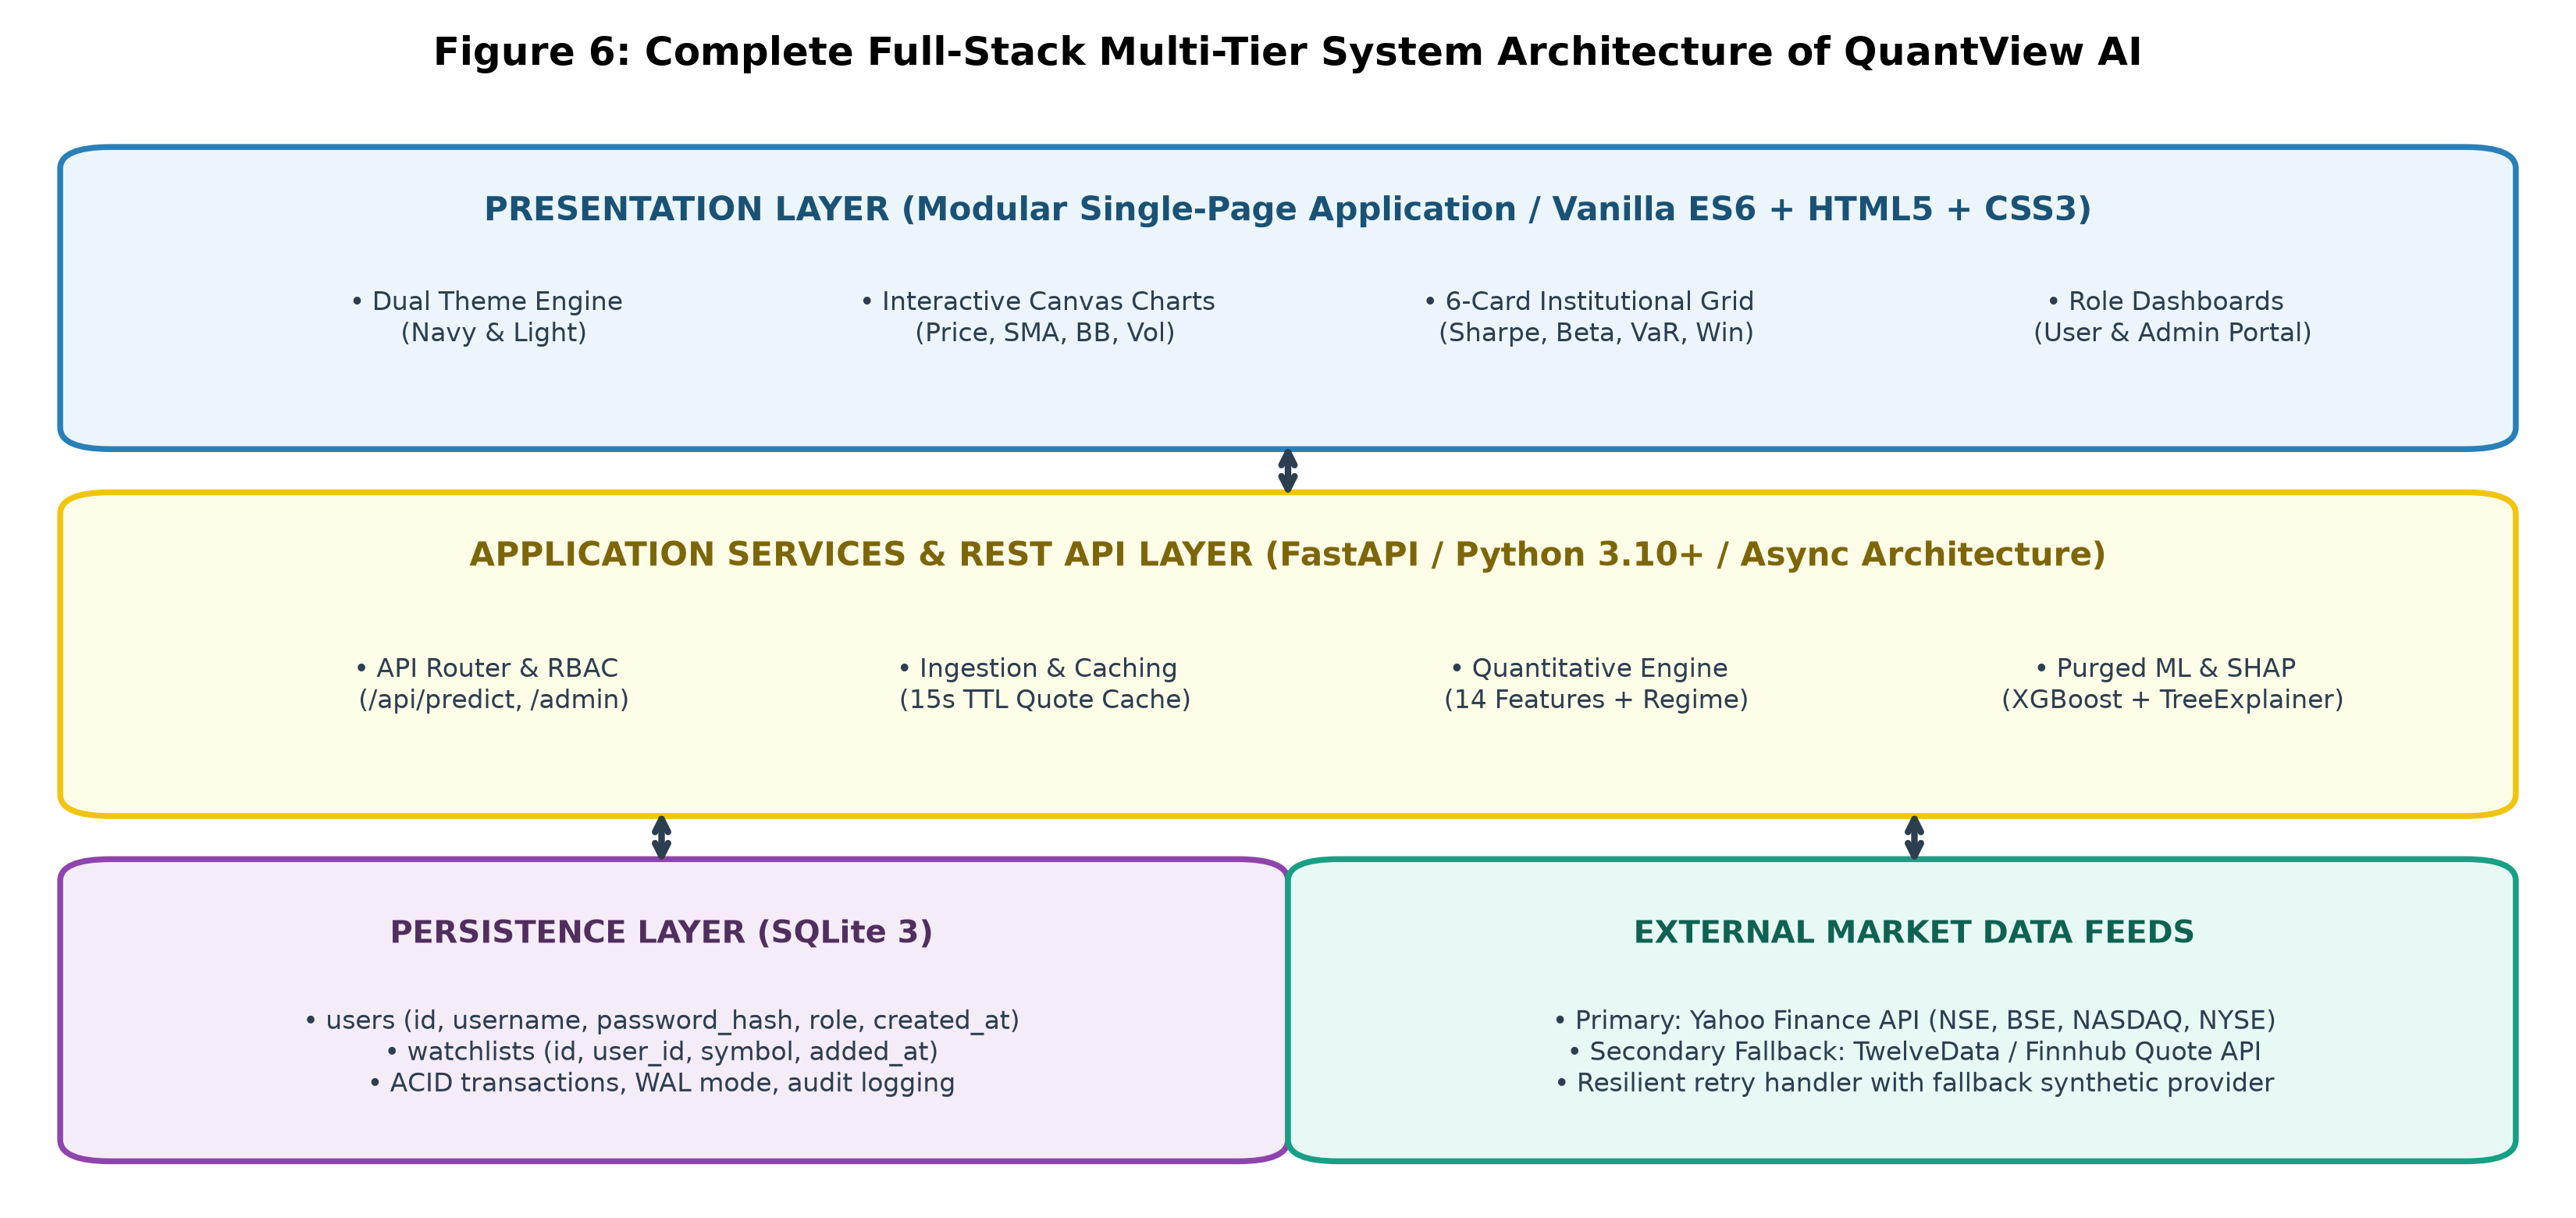 Figure 6: Complete Full-Stack Multi-Tier System Architecture of QuantView AI
PRESENTATION LAYER (Modular Single-Page Application / Vanilla ES6 + HTML5 + CSS3)
• Dual Theme Engine
(Navy & Light)
• Interactive Canvas Charts
(Price, SMA, BB, Vol)
• 6-Card Institutional Grid
(Sharpe, Beta, VaR, Win)
• Role Dashboards
(User & Admin Portal)
APPLICATION SERVICES & REST API LAYER (FastAPI / Python 3.10+ / Async Architecture)
• API Router & RBAC
(/api/predict, /admin)
• Ingestion & Caching
(15s TTL Quote Cache)
• Quantitative Engine
(14 Features + Regime)
• Purged ML & SHAP
(XGBoost + TreeExplainer)
PERSISTENCE LAYER (SQLite 3)
• users (id, username, password_hash, role, created_at)
• watchlists (id, user_id, symbol, added_at)
• ACID transactions, WAL mode, audit logging
EXTERNAL MARKET DATA FEEDS
• Primary: Yahoo Finance API (NSE, BSE, NASDAQ, NYSE)
• Secondary Fallback: TwelveData / Finnhub Quote API
• Resilient retry handler with fallback synthetic provider